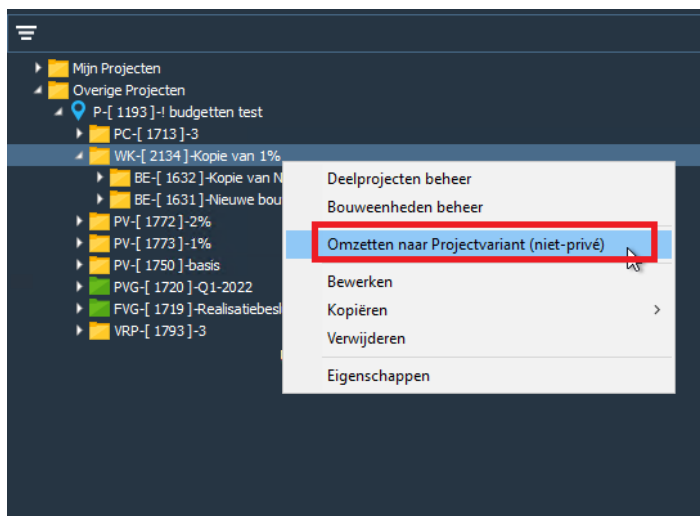 Mijn Projecten
Overige Projecten
P-[ 1193 ]-! budgetten test
PC-[ 1713 ]-3
WK-[ 2134 ]-Kopie van 1%
BE-[ 1632 ]-Kopie van N
BE-[ 1631 ]-Nieuwe bou
PV-[ 1772 ]-2%
PV-[ 1773 ]-1%
PV-[ 1750 ]-basis
PVG-[ 1720 ]-Q1-2022
FVG-[ 1719 ]-Realisatiebesl
VRP-[ 1793 ]-3
Deelprojecten beheer
Bouweenheden beheer
Omzetten naar Projectvariant (niet-privé)
Bewerken
Kopiëren
Verwijderen
Eigenschappen